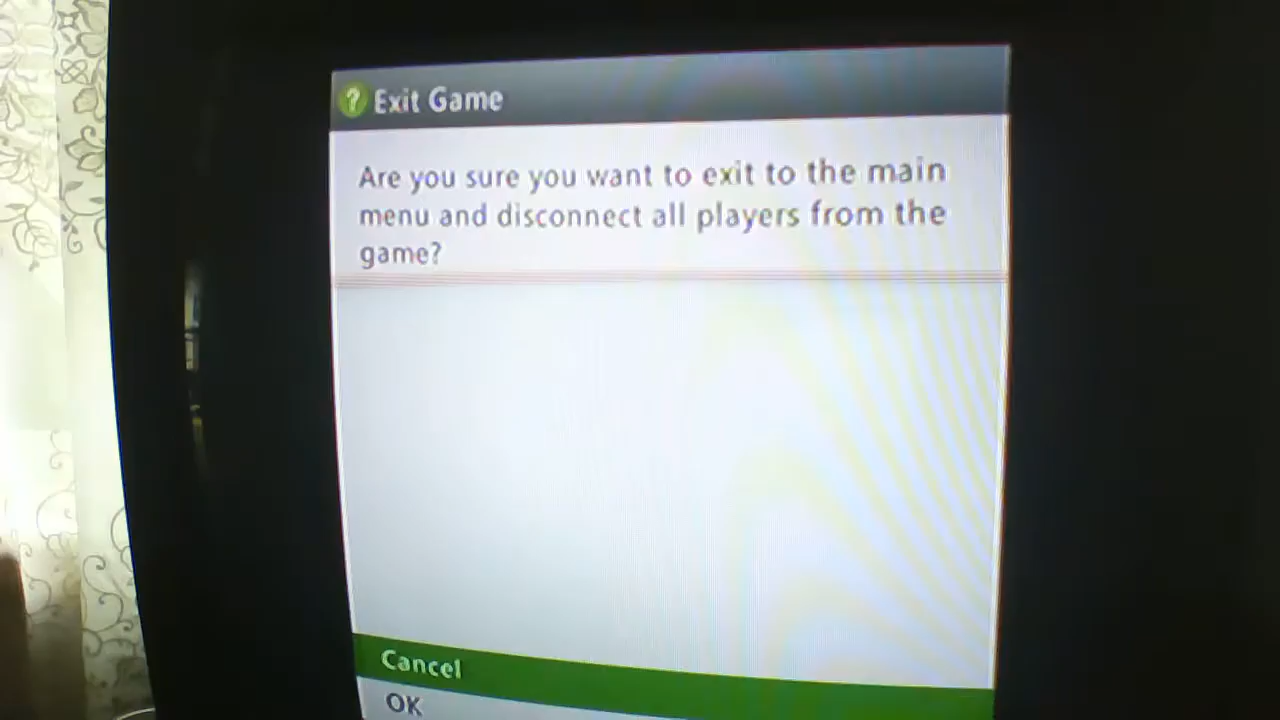 ? Exit Game
Are you sure you want to exit to the main
menu and disconnect all players from the
game?
Cancel
OK